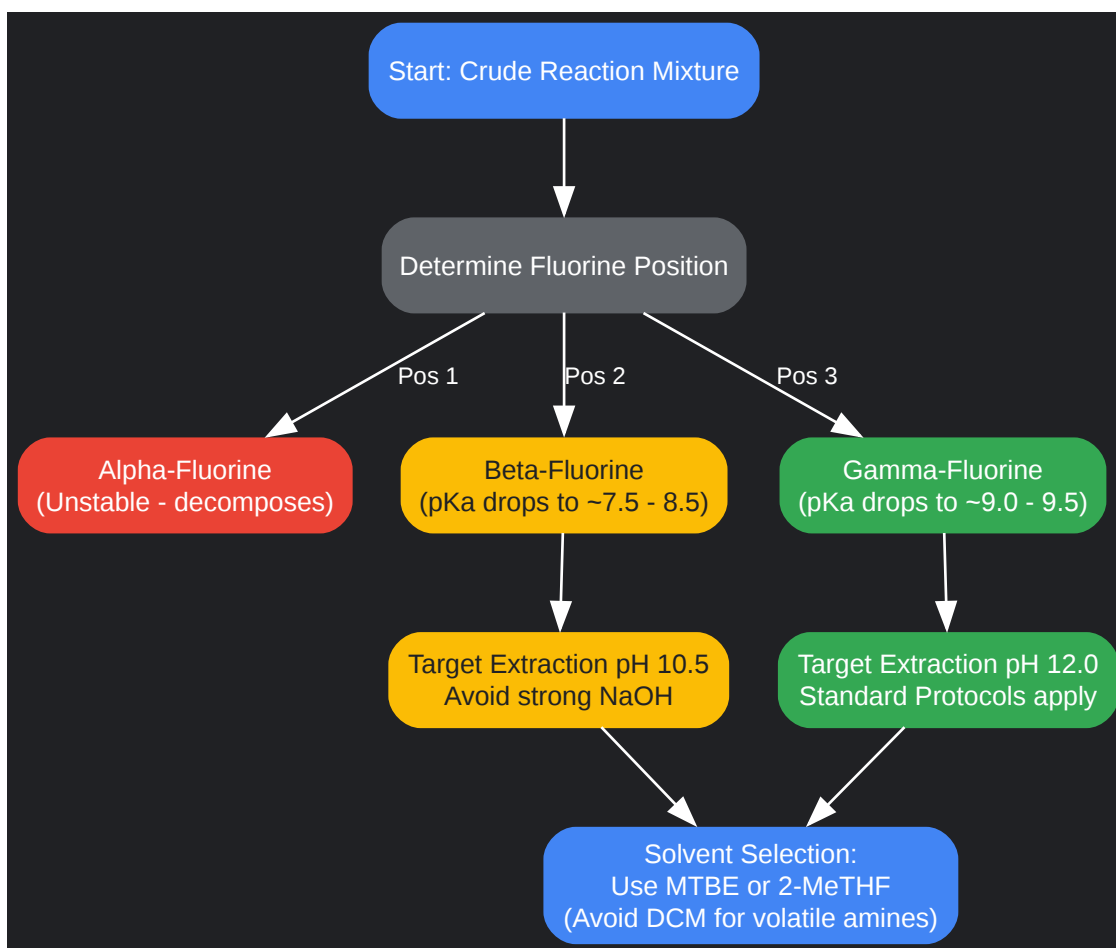 Start: Crude Reaction Mixture
Determine Fluorine Position
Pos 1
Pos 2
Pos 3
Alpha-Fluorine
(Unstable - decomposes)
Beta-Fluorine
(pKa drops to ~7.5 - 8.5)
Gamma-Fluorine
(pKa drops to ~9.0 - 9.5)
Target Extraction pH 10.5
Avoid strong NaOH
Target Extraction pH 12.0
Standard Protocols apply
Solvent Selection:
Use MTBE or 2-MeTHF
(Avoid DCM for volatile amines)